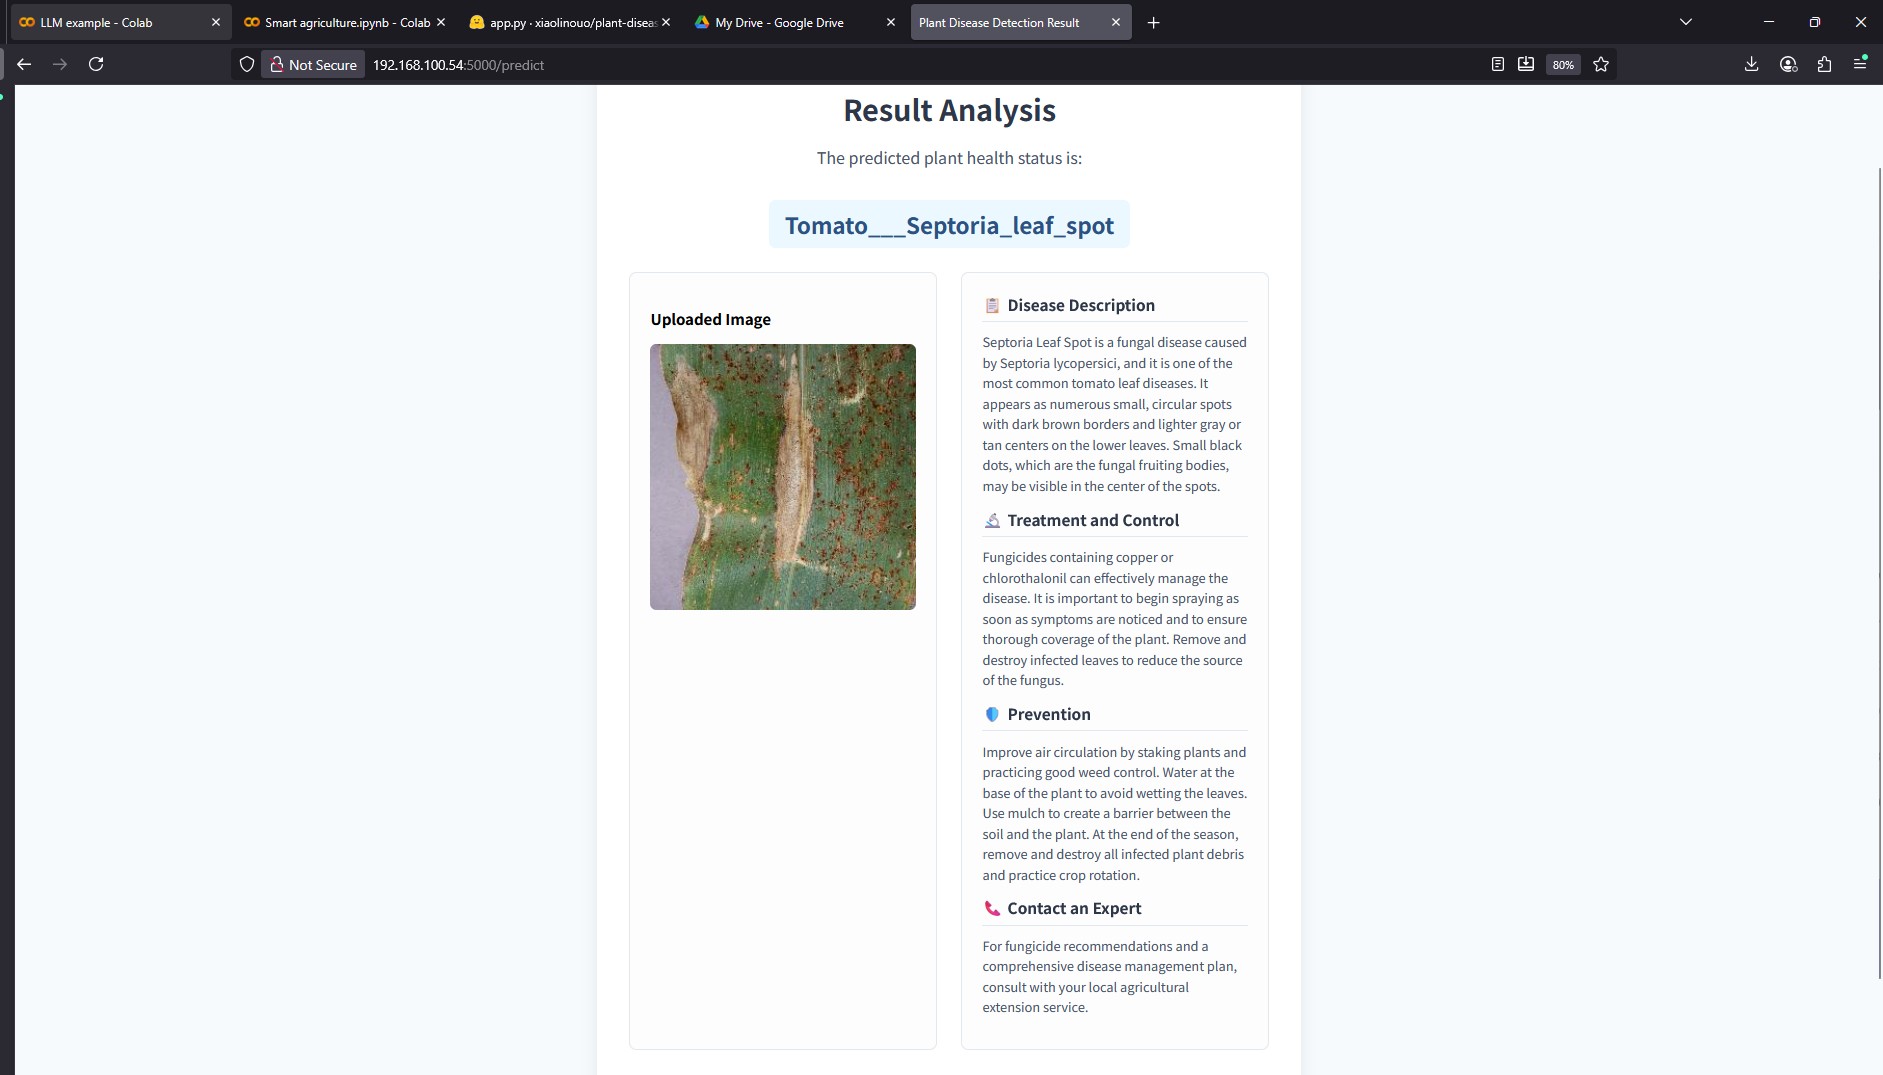 LLM example - Colab
Smart agriculture.ipynb - Colab
app.py · xiaolinouo/plant-diseas
My Drive - Google Drive
Plant Disease Detection Result
Not Secure
192.168.100.54:5000/predict
80%
Result Analysis
The predicted plant health status is:
Tomato___Septoria_leaf_spot
Uploaded Image
Disease Description
Septoria Leaf Spot is a fungal disease caused
by Septoria lycopersici, and it is one of the
most common tomato leaf diseases. It
appears as numerous small, circular spots
with dark brown borders and lighter gray or
tan centers on the lower leaves. Small black
dots, which are the fungal fruiting bodies,
may be visible in the center of the spots.
Treatment and Control
Fungicides containing copper or
chlorothalonil can effectively manage the
disease. It is important to begin spraying as
soon as symptoms are noticed and to ensure
thorough coverage of the plant. Remove and
destroy infected leaves to reduce the source
of the fungus.
Prevention
Improve air circulation by staking plants and
practicing good weed control. Water at the
base of the plant to avoid wetting the leaves.
Use mulch to create a barrier between the
soil and the plant. At the end of the season,
remove and destroy all infected plant debris
and practice crop rotation.
Contact an Expert
For fungicide recommendations and a
comprehensive disease management plan,
consult with your local agricultural
extension service.